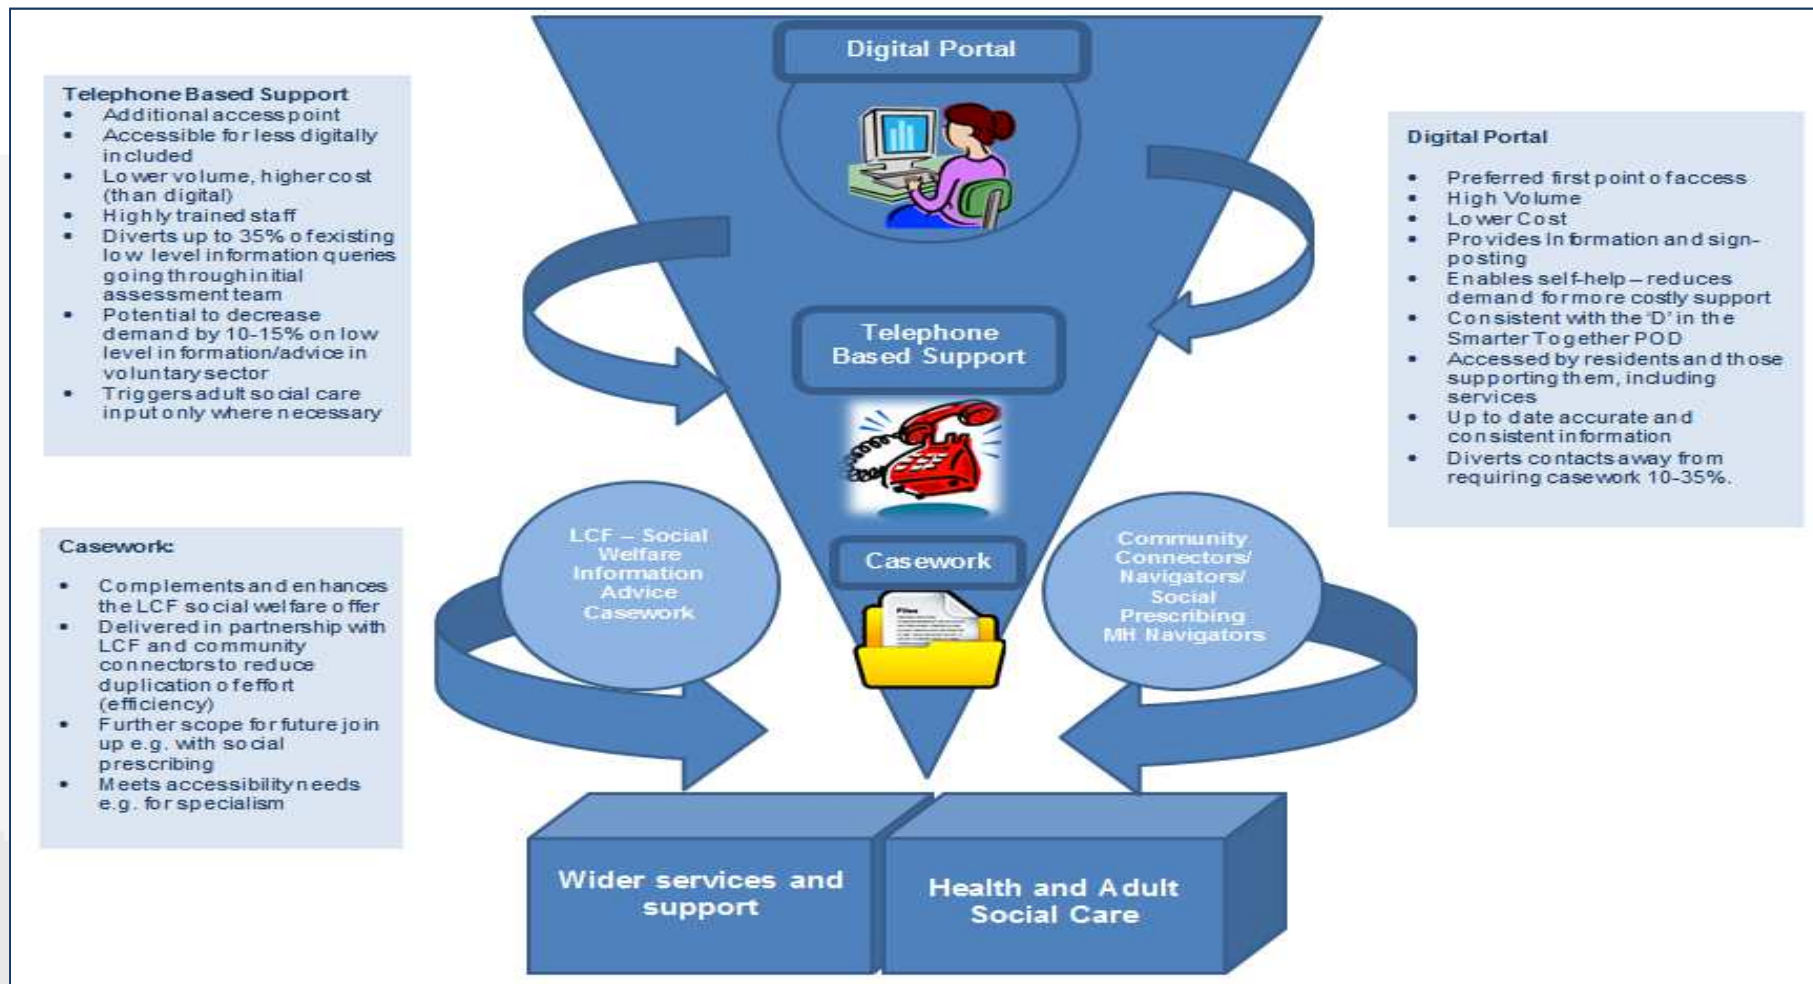 Digital Portal
Telephone Based Support
• Additional access point
• Accessible for less digitally
included
• Lower volume, higher cost
(than digital)
• Highly trained staff
• Diverts up to 35% of existing
low level information queries
going through initial
assessment team
• Potential to decrease
demand by 10-15% on low
level information/advice in
voluntary sector
• Triggers adult social care
input only where necessary
Digital Portal
• Preferred first point of access
• High Volume
• Lower Cost
• Provides Information and sign-
posting
• Enables self-help – reduces
demand for more costly support
• Consistent with the ‘D’ in the
Smarter Together POD
• Accessed by residents and those
supporting them, including
services
• Up to date accurate and
consistent information
• Diverts contacts away from
requiring casework 10-35%.
Telephone
Based Support
Casework:
• Complements and enhances
the LCF social welfare offer
• Delivered in partnership with
LCF and community
connectors to reduce
duplication of effort
(efficiency)
• Further scope for future join
up e.g. with social
prescribing
• Meets accessibility needs
e.g. for specialism
LCF – Social
Welfare
Information
Advice
Casework
Casework
Files
Community
Connectors/
Navigators/
Social
Prescribing
MH Navigators
Wider services and
support
Health and Adult
Social Care